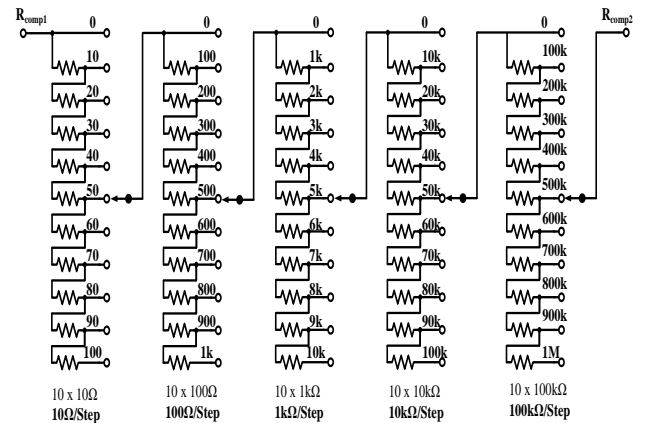 R_comp1 0 0 0 0 0 R_comp2
10 100 1k 10k 100k
20 200 2k 20k 200k
30 300 3k 30k 300k
40 400 4k 40k 400k
50 500 5k 50k 500k
60 600 6k 60k 600k
70 700 7k 70k 700k
80 800 8k 80k 800k
90 900 9k 90k 900k
100 1k 10k 100k 1M
10 x 10Ω 10 x 100Ω 10 x 1kΩ 10 x 10kΩ 10 x 100kΩ
10Ω/Step 100Ω/Step 1kΩ/Step 10kΩ/Step 100kΩ/Step